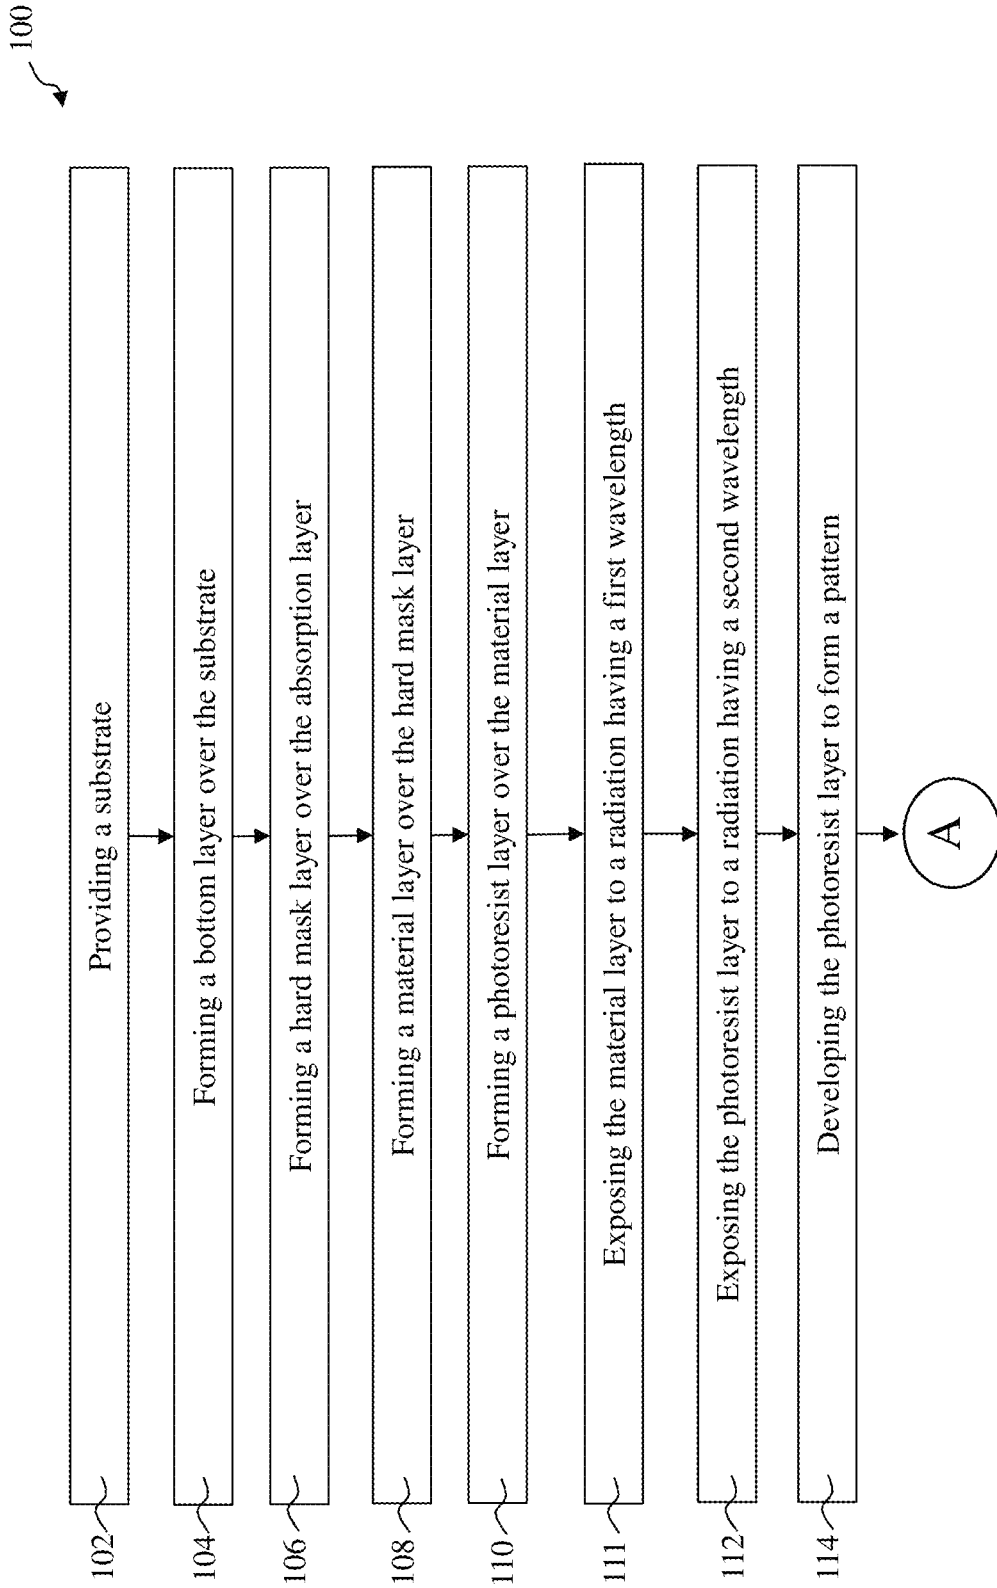 100
102 Providing a substrate
104 Forming a bottom layer over the substrate
106 Forming a hard mask layer over the absorption layer
108 Forming a material layer over the hard mask layer
110 Forming a photoresist layer over the material layer
111 Exposing the material layer to a radiation having a first wavelength
112 Exposing the photoresist layer to a radiation having a second wavelength
114 Developing the photoresist layer to form a pattern
A